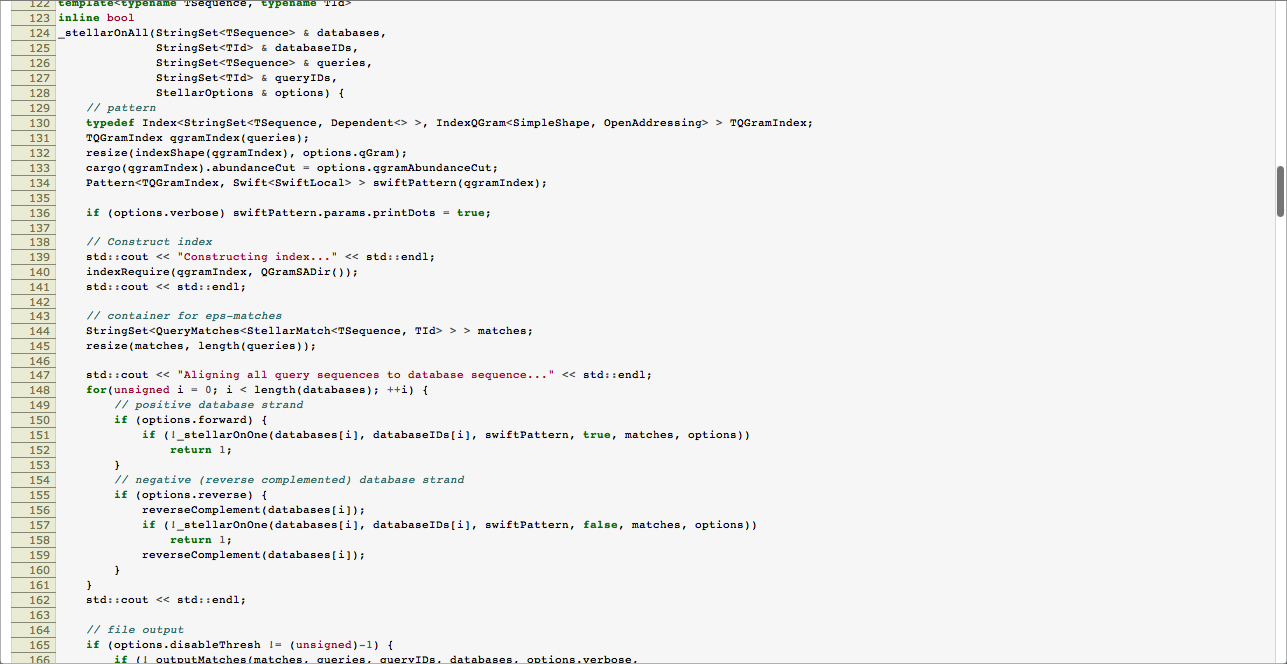 122 template<typename TSequence, typename TId>
123 inline bool
124 _stellarOnAll(StringSet<TSequence> & databases,
125               StringSet<TId> & databaseIDs,
126               StringSet<TSequence> & queries,
127               StringSet<TId> & queryIDs,
128               StellarOptions & options) {
129     // pattern
130     typedef Index<StringSet<TSequence, Dependent<> >, IndexQGram<SimpleShape, OpenAddressing> > TQGramIndex;
131     TQGramIndex qgramIndex(queries);
132     resize(indexShape(qgramIndex), options.qGram);
133     cargo(qgramIndex).abundanceCut = options.qgramAbundanceCut;
134     Pattern<TQGramIndex, Swift<SwiftLocal> > swiftPattern(qgramIndex);
135
136     if (options.verbose) swiftPattern.params.printDots = true;
137
138     // Construct index
139     std::cout << "Constructing index..." << std::endl;
140     indexRequire(qgramIndex, QGramSADir());
141     std::cout << std::endl;
142
143     // container for eps-matches
144     StringSet<QueryMatches<StellarMatch<TSequence, TId> > > matches;
145     resize(matches, length(queries));
146
147     std::cout << "Aligning all query sequences to database sequence..." << std::endl;
148     for(unsigned i = 0; i < length(databases); ++i) {
149         // positive database strand
150         if (options.forward) {
151             if (!_stellarOnOne(databases[i], databaseIDs[i], swiftPattern, true, matches, options))
152                 return 1;
153         }
154         // negative (reverse complemented) database strand
155         if (options.reverse) {
156             reverseComplement(databases[i]);
157             if (!_stellarOnOne(databases[i], databaseIDs[i], swiftPattern, false, matches, options))
158                 return 1;
159             reverseComplement(databases[i]);
160         }
161     }
162     std::cout << std::endl;
163
164     // file output
165     if (options.disableThresh != (unsigned)-1) {
166         if (!_outputMatches(matches, queries, queryIDs, databases, options.verbose,